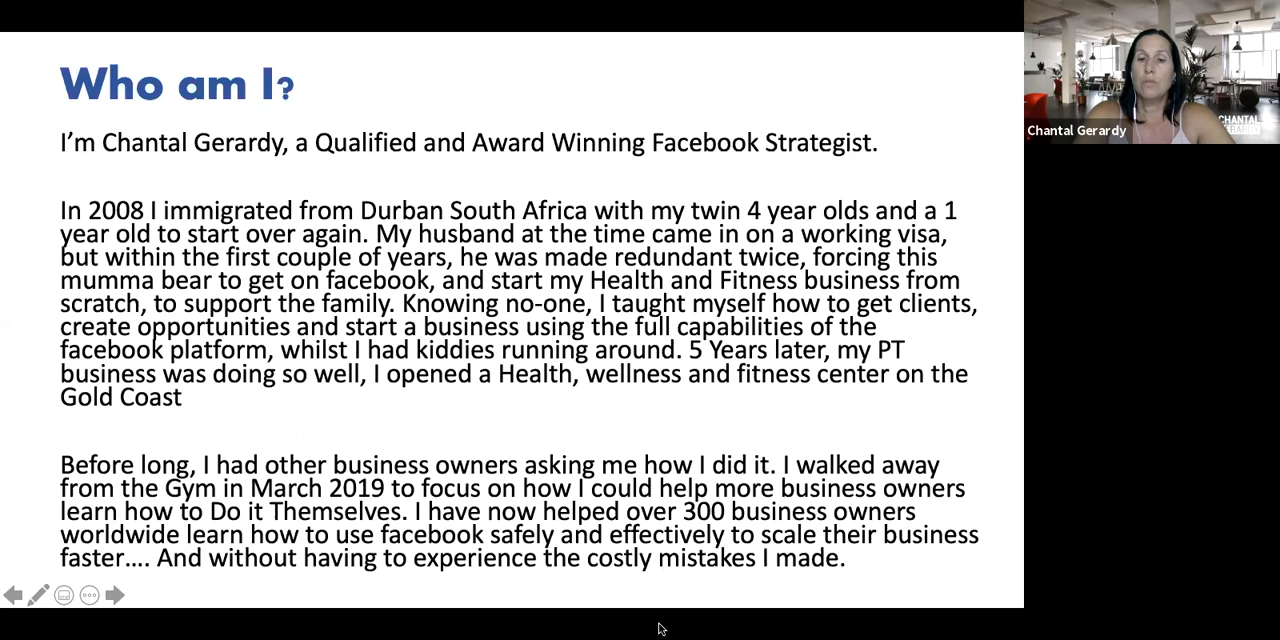 Who am I?
I'm Chantal Gerardy, a Qualified and Award Winning Facebook Strategist.
In 2008 I immigrated from Durban South Africa with my twin 4 year olds and a 1
year old to start over again. My husband at the time came in on a working visa,
but within the first couple of years, he was made redundant twice, forcing this
mumma bear to get on facebook, and start my Health and Fitness business from
scratch, to support the family. Knowing no-one, I taught myself how to get clients,
create opportunities and start a business using the full capabilities of the
facebook platform, whilst I had kiddies running around. 5 Years later, my PT
business was doing so well, I opened a Health, wellness and fitness center on the
Gold Coast
Before long, I had other business owners asking me how I did it. I walked away
from the Gym in March 2019 to focus on how I could help more business owners
learn how to Do it Themselves. I have now helped over 300 business owners
worldwide learn how to use facebook safely and effectively to scale their business
faster.... And without having to experience the costly mistakes I made.
Chantal Gerardy
CHANTAL